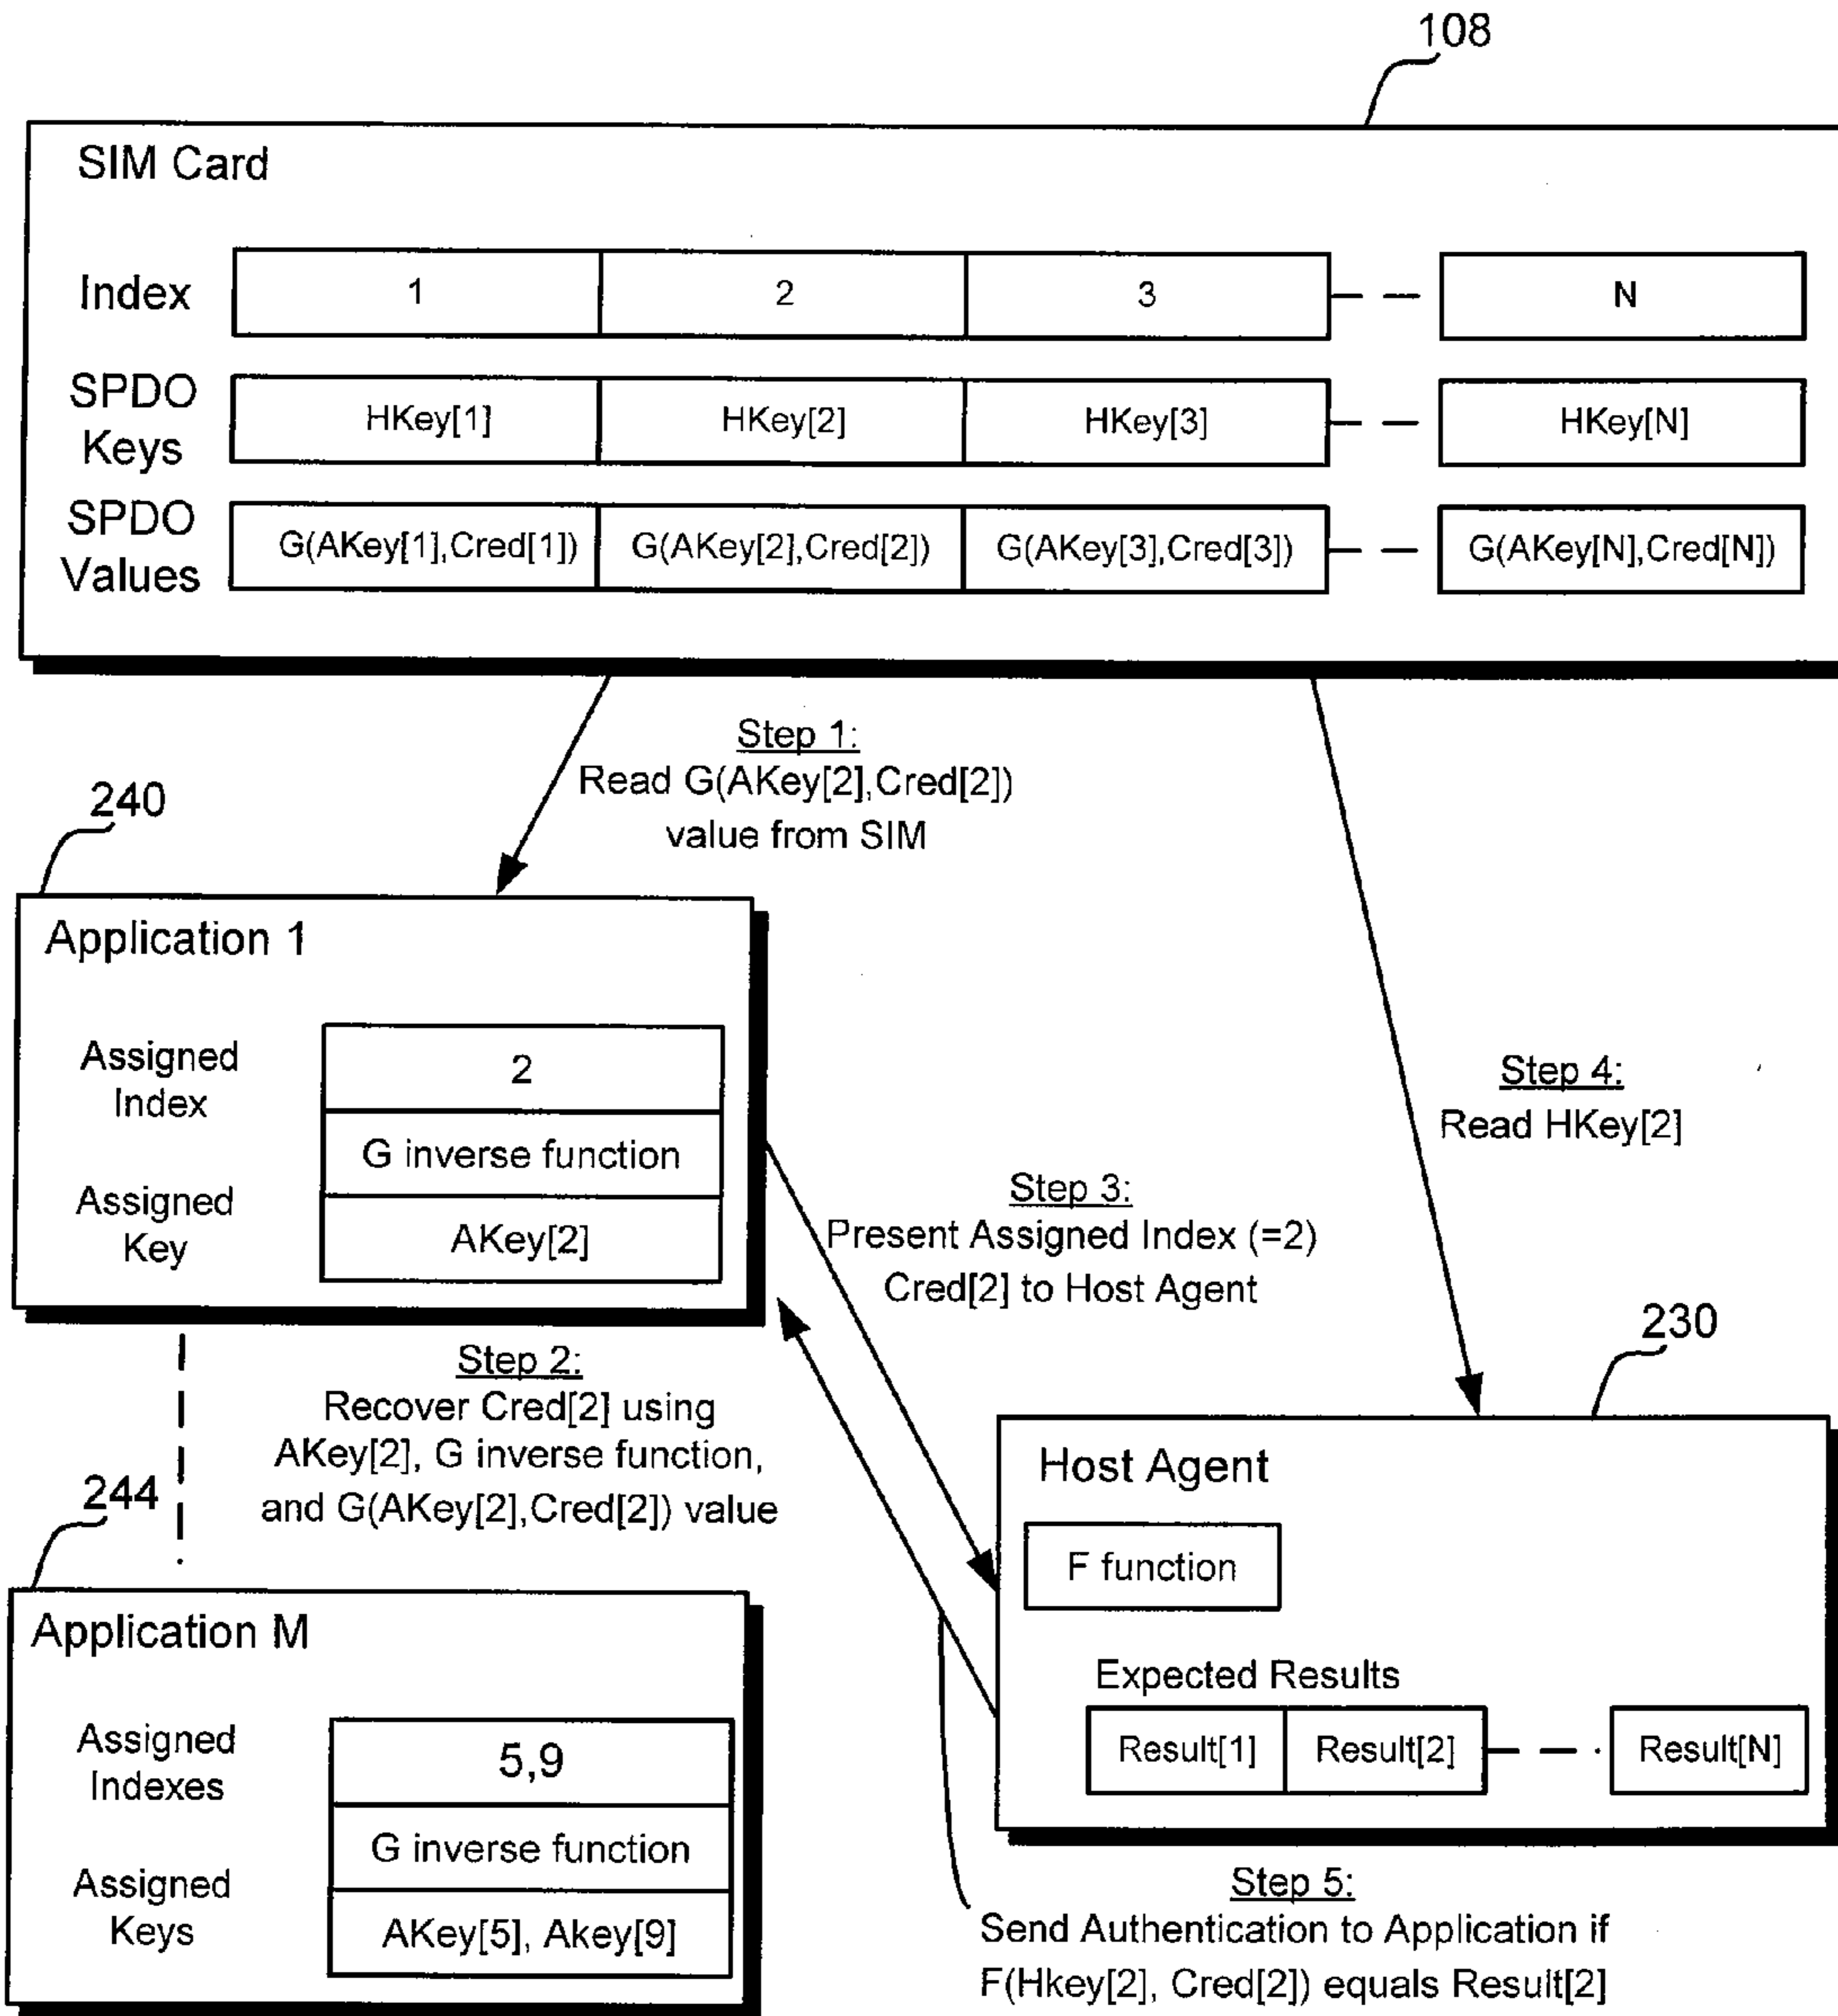 108
SIM Card
Index
1
2
3
N
SPDO
Keys
HKey[1]
HKey[2]
HKey[3]
HKey[N]
SPDO
Values
G(AKey[1],Cred[1])
G(AKey[2],Cred[2])
G(AKey[3],Cred[3])
G(AKey[N],Cred[N])
Step 1:
Read G(AKey[2],Cred[2])
value from SIM
240
Application 1
Assigned
Index
2
G inverse function
Assigned
Key
AKey[2]
Step 4:
Read HKey[2]
Step 3:
Present Assigned Index (=2)
Cred[2] to Host Agent
Step 2:
Recover Cred[2] using
AKey[2], G inverse function,
and G(AKey[2],Cred[2]) value
230
Host Agent
F function
Expected Results
Result[1]
Result[2]
Result[N]
244
Application M
Assigned
Indexes
5,9
G inverse function
Assigned
Keys
AKey[5], Akey[9]
Step 5:
Send Authentication to Application if
F(Hkey[2], Cred[2]) equals Result[2]